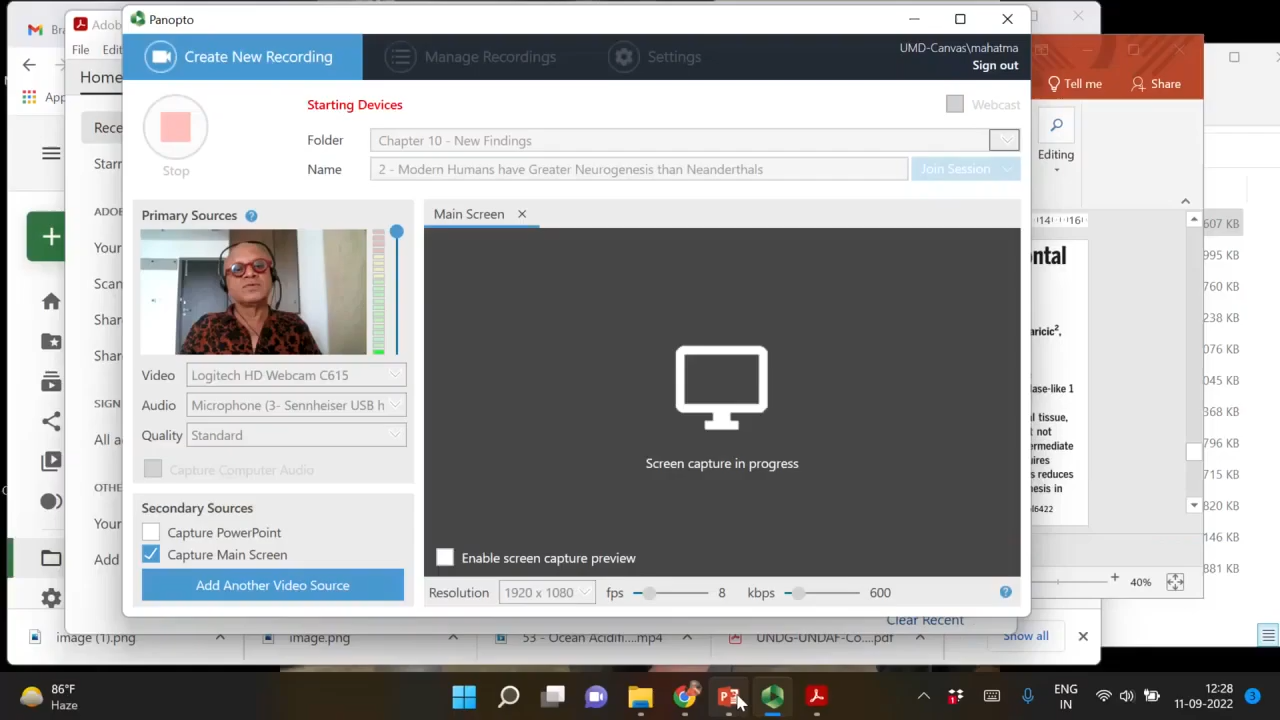 Panopto
Create New Recording
Manage Recordings
Settings
UMD-Canvas\mahatma
Sign out
Starting Devices
Webcast
Folder
Chapter 10 - New Findings
Stop
Name
2 - Modern Humans have Greater Neurogenesis than Neanderthals
Join Session
Primary Sources
?
Main Screen
Video
Logitech HD Webcam C615
Audio
Microphone (3- Sennheiser USB h
Quality
Standard
Capture Computer Audio
Screen capture in progress
Secondary Sources
Capture PowerPoint
Capture Main Screen
Add Another Video Source
Enable screen capture preview
Resolution
1920 x 1080
fps
8
kbps
600
?
File
Home
Tell me
Share
Editing
40%
Clear Recent
image (1).png
image.png
53 - Ocean Acidifi....mp4
UNDG-UNDAF-Co....pdf
Show all
86°F
Haze
ENG
IN
12:28
11-09-2022
3